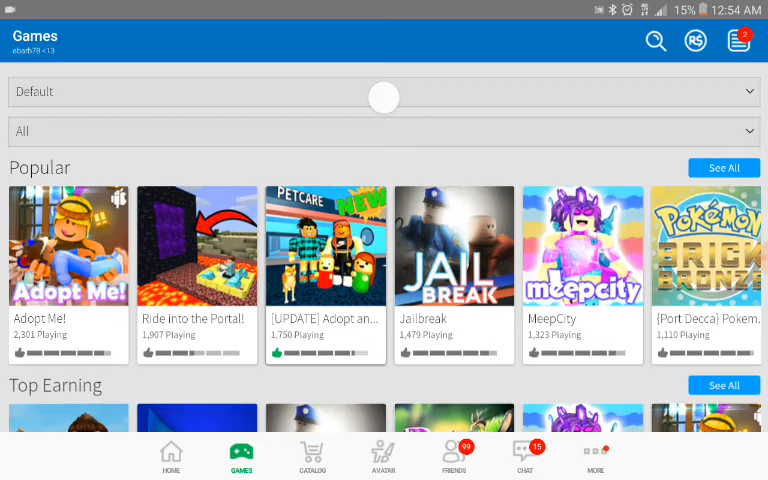 15% 12:54 AM
Games
ebarb78 <13
R$
2
Default
All
Popular
See All
Adopt Me!
PETCARE
NEW
JAIL
BREAK
meepcity
POKéMON
BRICK
BRONZE
Adopt Me!
Ride into the Portal!
[UPDATE] Adopt an...
Jailbreak
MeepCity
{Port Decca} Pokem...
2,301 Playing
1,907 Playing
1,750 Playing
1,479 Playing
1,323 Playing
1,110 Playing
Top Earning
See All
99
15
HOME
GAMES
CATALOG
AVATAR
FRIENDS
CHAT
MORE